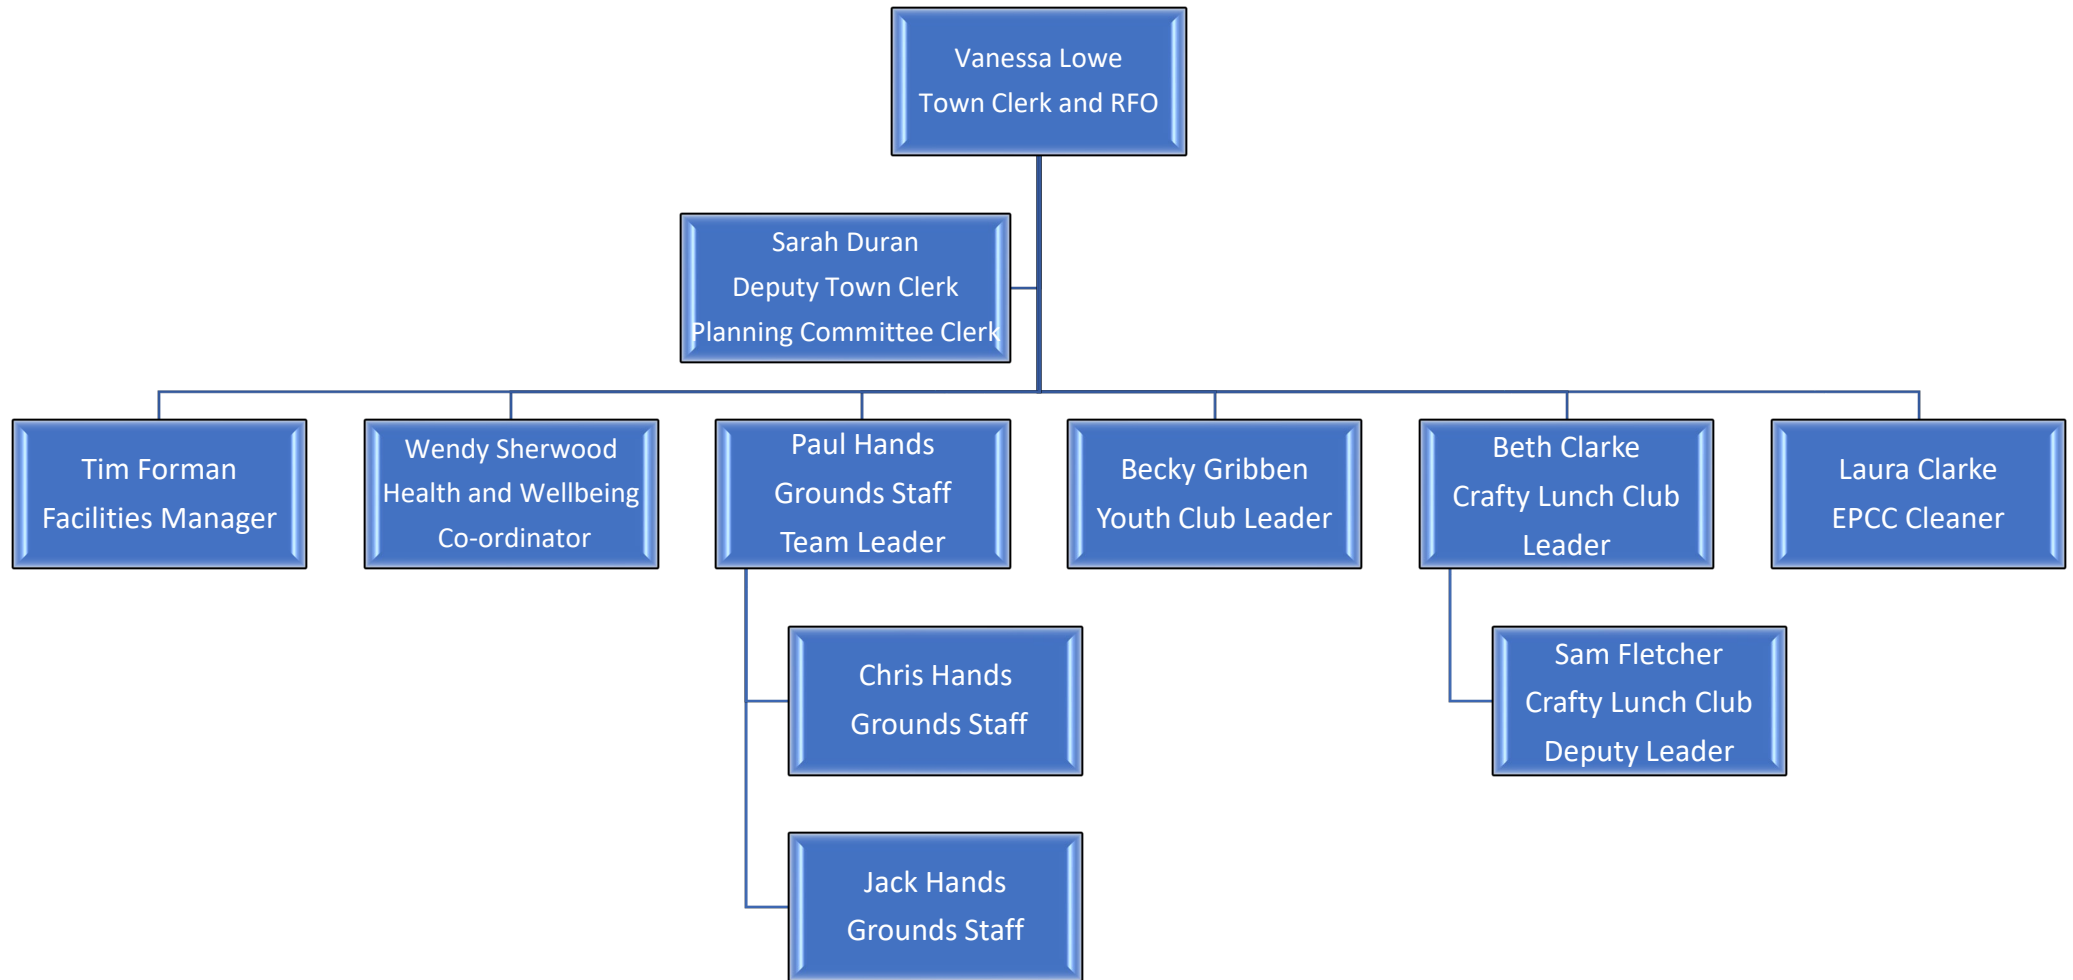 Vanessa Lowe
Town Clerk and RFO
Sarah Duran
Deputy Town Clerk
Planning Committee Clerk
Tim Forman
Facilities Manager
Wendy Sherwood
Health and Wellbeing
Co-ordinator
Paul Hands
Grounds Staff
Team Leader
Becky Gribben
Youth Club Leader
Beth Clarke
Crafty Lunch Club
Leader
Laura Clarke
EPCC Cleaner
Chris Hands
Grounds Staff
Sam Fletcher
Crafty Lunch Club
Deputy Leader
Jack Hands
Grounds Staff